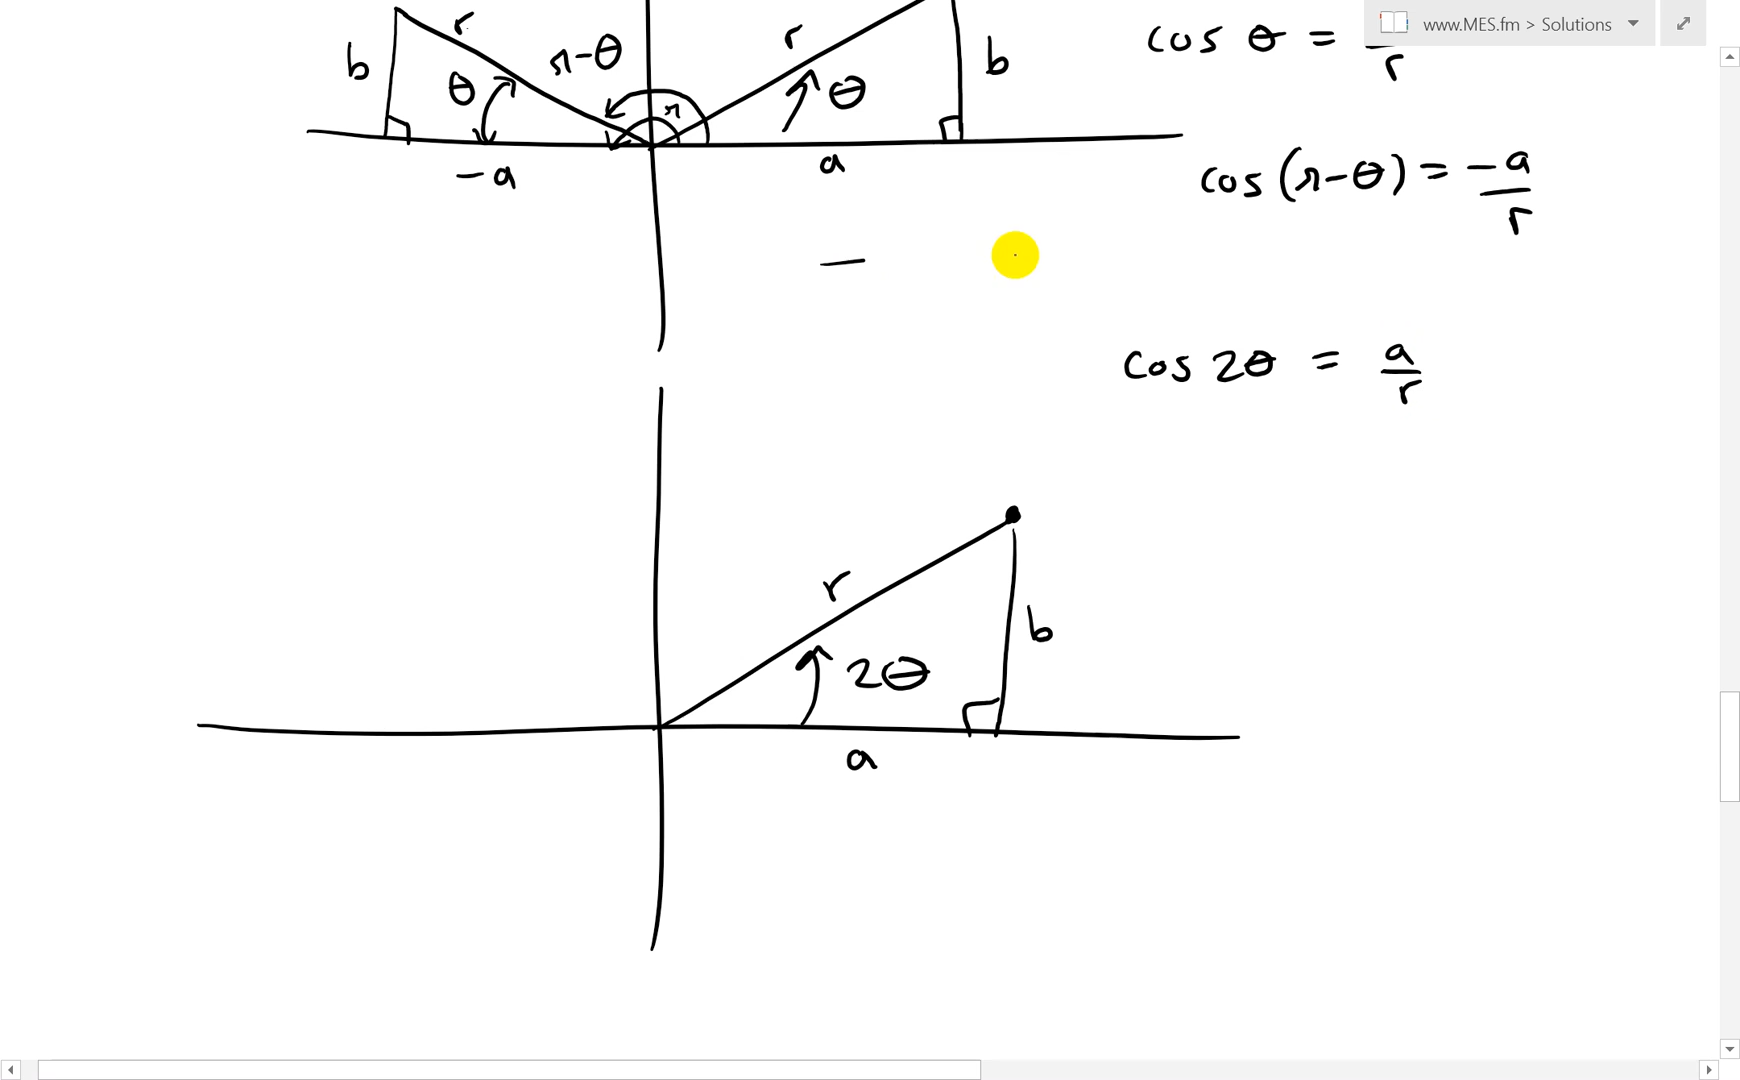 www.MES.fm > Solutions
r
r
cos θ = r
b
θ
π-θ
π
θ
b
-a
a
cos (π-θ) = -a/r
—
cos 2θ = a/r
r
b
2θ
a